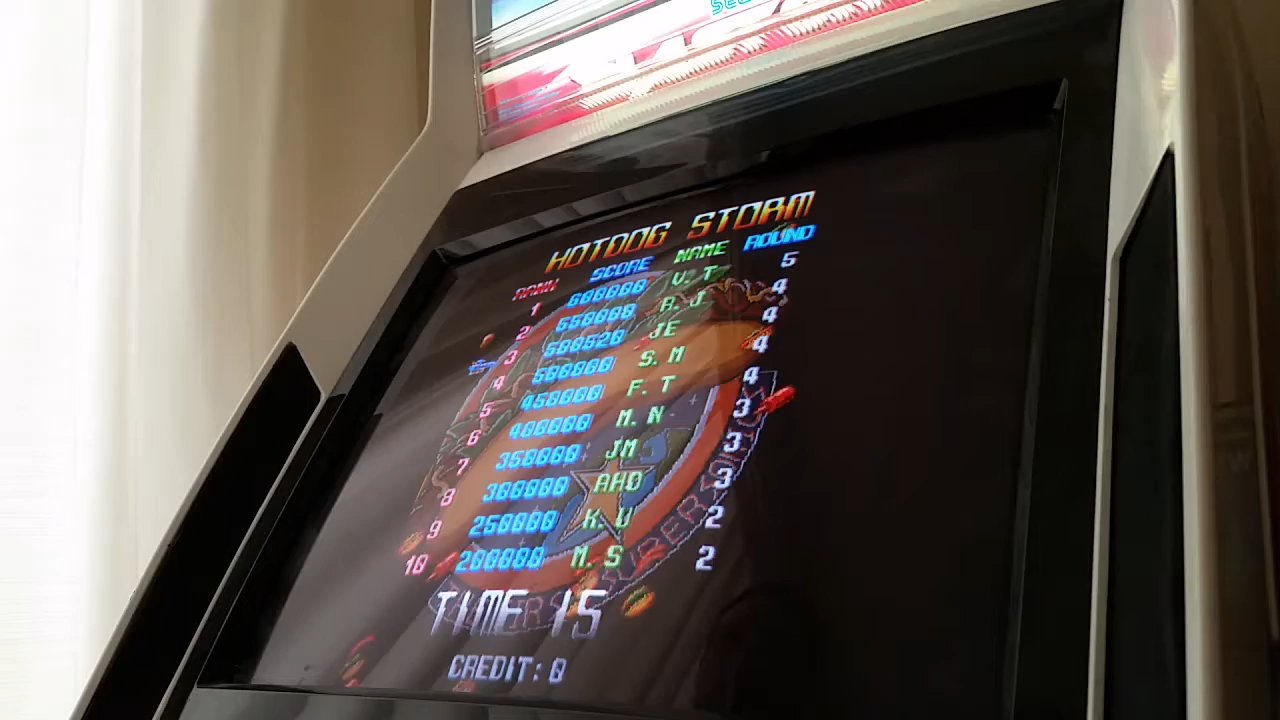 SEGA
HOTDOG STORM
RANK SCORE NAME ROUND
1 600000 V.T 5
2 550000 A.J 4
3 500520 JE 4
4 500000 S.M 4
5 450000 F.T 4
6 400000 M.N 3
7 350000 JM 3
8 300000 AHO 3
9 250000 K.U 2
10 200000 M.S 2
TIME 15
CREDIT: 0